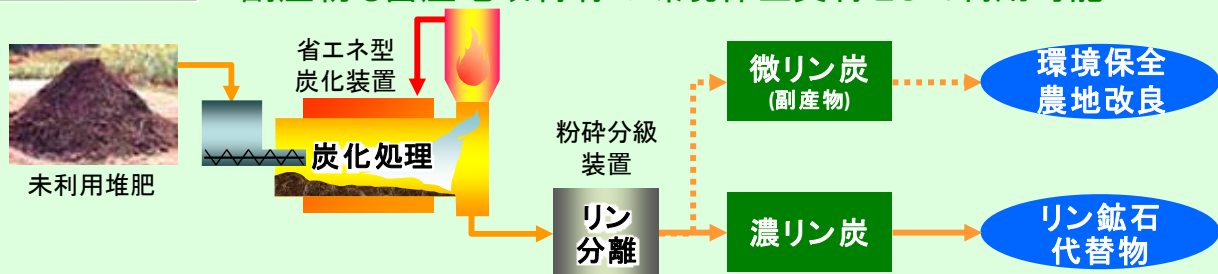 省エネ型
炭化装置
未利用堆肥
炭化処理
粉砕分級
装置
リン
分離
微リン炭
(副産物)
環境保全
農地改良
濃リン炭
リン鉱石
代替物